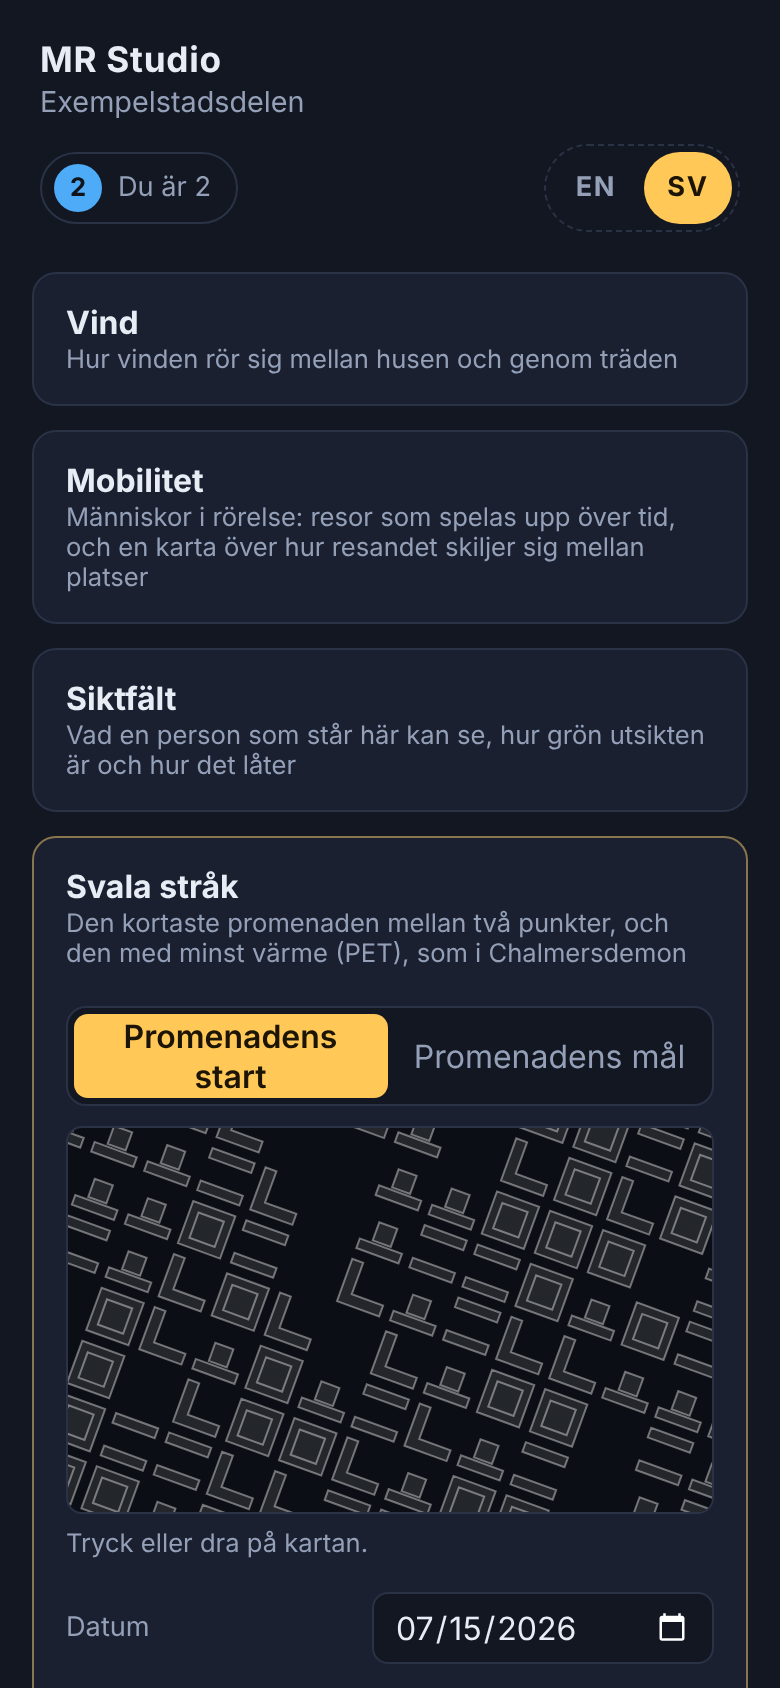 MR Studio
Exempelstadsdelen
2 Du är 2
EN SV
Vind
Hur vinden rör sig mellan husen och genom träden
Mobilitet
Människor i rörelse: resor som spelas upp över tid,
och en karta över hur resandet skiljer sig mellan
platser
Siktfält
Vad en person som står här kan se, hur grön utsikten
är och hur det låter
Svala stråk
Den kortaste promenaden mellan två punkter, och
den med minst värme (PET), som i Chalmersdemon
Promenadens
start
Promenadens mål
Tryck eller dra på kartan.
Datum
07/15/2026